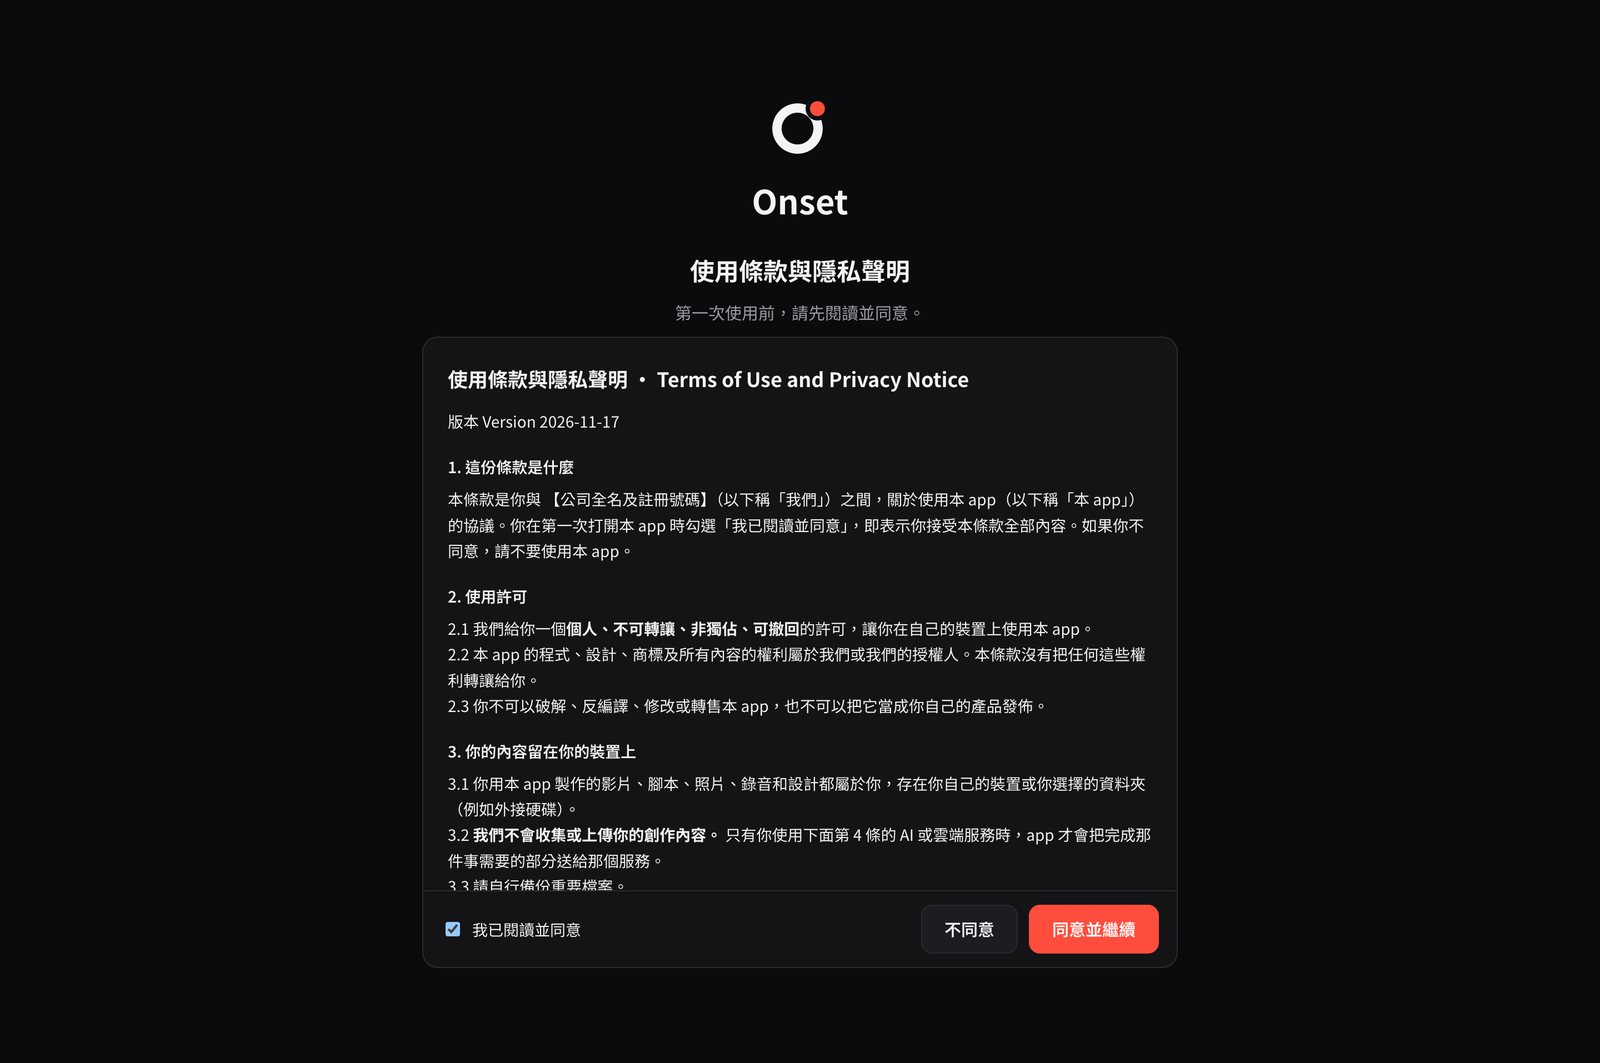 Onset
使用條款與隱私聲明
第一次使用前，請先閱讀並同意。
使用條款與隱私聲明 · Terms of Use and Privacy Notice
版本 Version 2026-11-17
1. 這份條款是什麼
本條款是你與 【公司全名及註冊號碼】（以下稱「我們」）之間，關於使用本 app（以下稱「本 app」）
的協議。你在第一次打開本 app 時勾選「我已閱讀並同意」，即表示你接受本條款全部內容。如果你不
同意，請不要使用本 app。
2. 使用許可
2.1 我們給你一個個人、不可轉讓、非獨佔、可撤回的許可，讓你在自己的裝置上使用本 app。
2.2 本 app 的程式、設計、商標及所有內容的權利屬於我們或我們的授權人。本條款沒有把任何這些權
利轉讓給你。
2.3 你不可以破解、反編譯、修改或轉售本 app，也不可以把它當成你自己的產品發佈。
3. 你的內容留在你的裝置上
3.1 你用本 app 製作的影片、腳本、照片、錄音和設計都屬於你，存在你自己的裝置或你選擇的資料夾
（例如外接硬碟）。
3.2 我們不會收集或上傳你的創作內容。 只有你使用下面第 4 條的 AI 或雲端服務時，app 才會把完成那
件事需要的部分送給那個服務。
3.3 請自行備份重要檔案。
我已閱讀並同意
不同意
同意並繼續